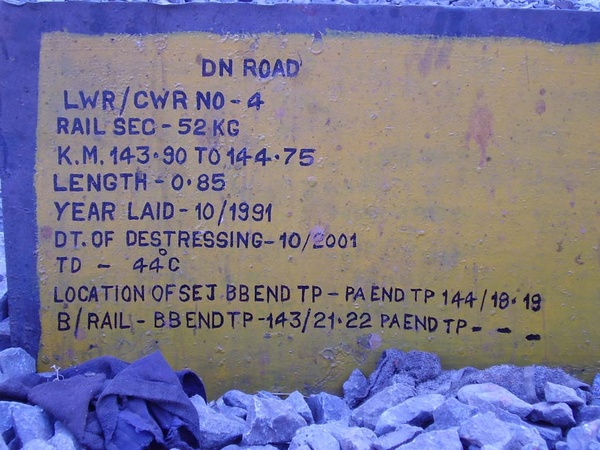 DN ROAD
LWR/CWR NO - 4
RAIL SEC - 52 KG
K.M. 143.90 TO 144.75
LENGTH - 0.85
YEAR LAID - 10/1991
DT. OF DESTRESSING - 10/2001
TD - 44°C
LOCATION OF SEJ BB END TP - PA END TP 144/18.19
B/RAIL - BB END TP - 143/21.22 PA END TP - - -